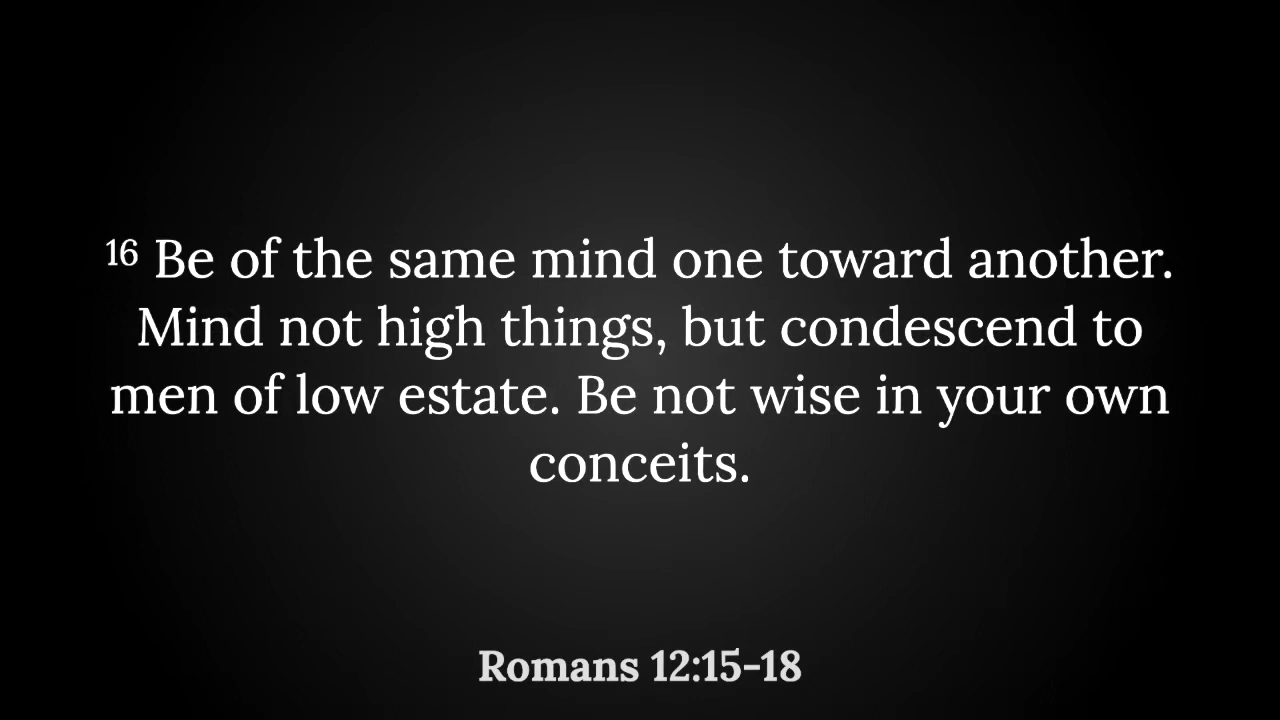 16 Be of the same mind one toward another.
Mind not high things, but condescend to
men of low estate. Be not wise in your own
conceits.
Romans 12:15-18